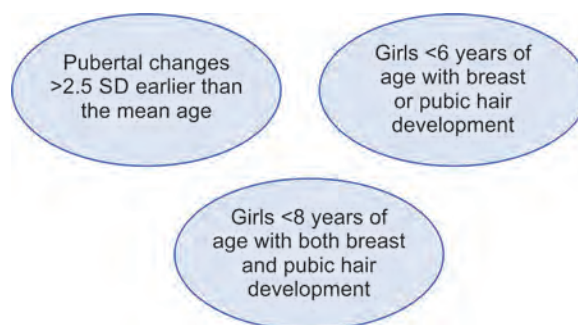 Pubertal changes
>2.5 SD earlier than
the mean age
Girls <6 years of
age with breast
or pubic hair
development
Girls <8 years of
age with both breast
and pubic hair
development